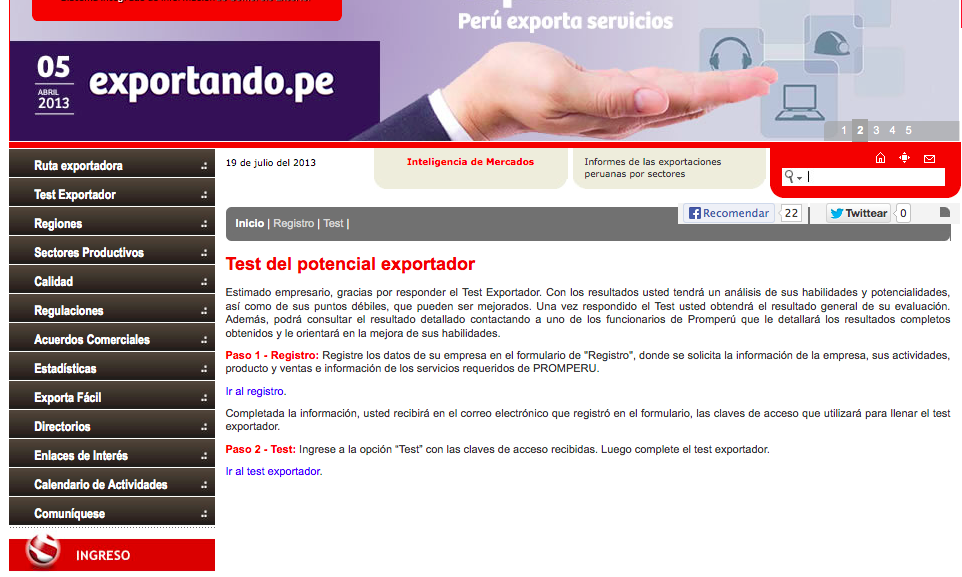 Perú exporta servicios
05
ABRIL
2013
exportando.pe
1 2 3 4 5
Ruta exportadora
Test Exportador
Regiones
Sectores Productivos
Calidad
Regulaciones
Acuerdos Comerciales
Estadísticas
Exporta Fácil
Directorios
Enlaces de Interés
Calendario de Actividades
Comuníquese
INGRESO
19 de julio del 2013
Inteligencia de Mercados
Informes de las exportaciones
peruanas por sectores
Inicio | Registro | Test |
Recomendar 22
Twittear 0
Test del potencial exportador
Estimado empresario, gracias por responder el Test Exportador. Con los resultados usted tendrá un análisis de sus habilidades y potencialidades,
así como de sus puntos débiles, que pueden ser mejorados. Una vez respondido el Test usted obtendrá el resultado general de su evaluación.
Además, podrá consultar el resultado detallado contactando a uno de los funcionarios de Promperú que le detallará los resultados completos
obtenidos y le orientará en la mejora de sus habilidades.
Paso 1 - Registro: Registre los datos de su empresa en el formulario de "Registro", donde se solicita la información de la empresa, sus actividades,
producto y ventas e información de los servicios requeridos de PROMPERU.
Ir al registro.
Completada la información, usted recibirá en el correo electrónico que registró en el formulario, las claves de acceso que utilizará para llenar el test
exportador.
Paso 2 - Test: Ingrese a la opción “Test” con las claves de acceso recibidas. Luego complete el test exportador.
Ir al test exportador.